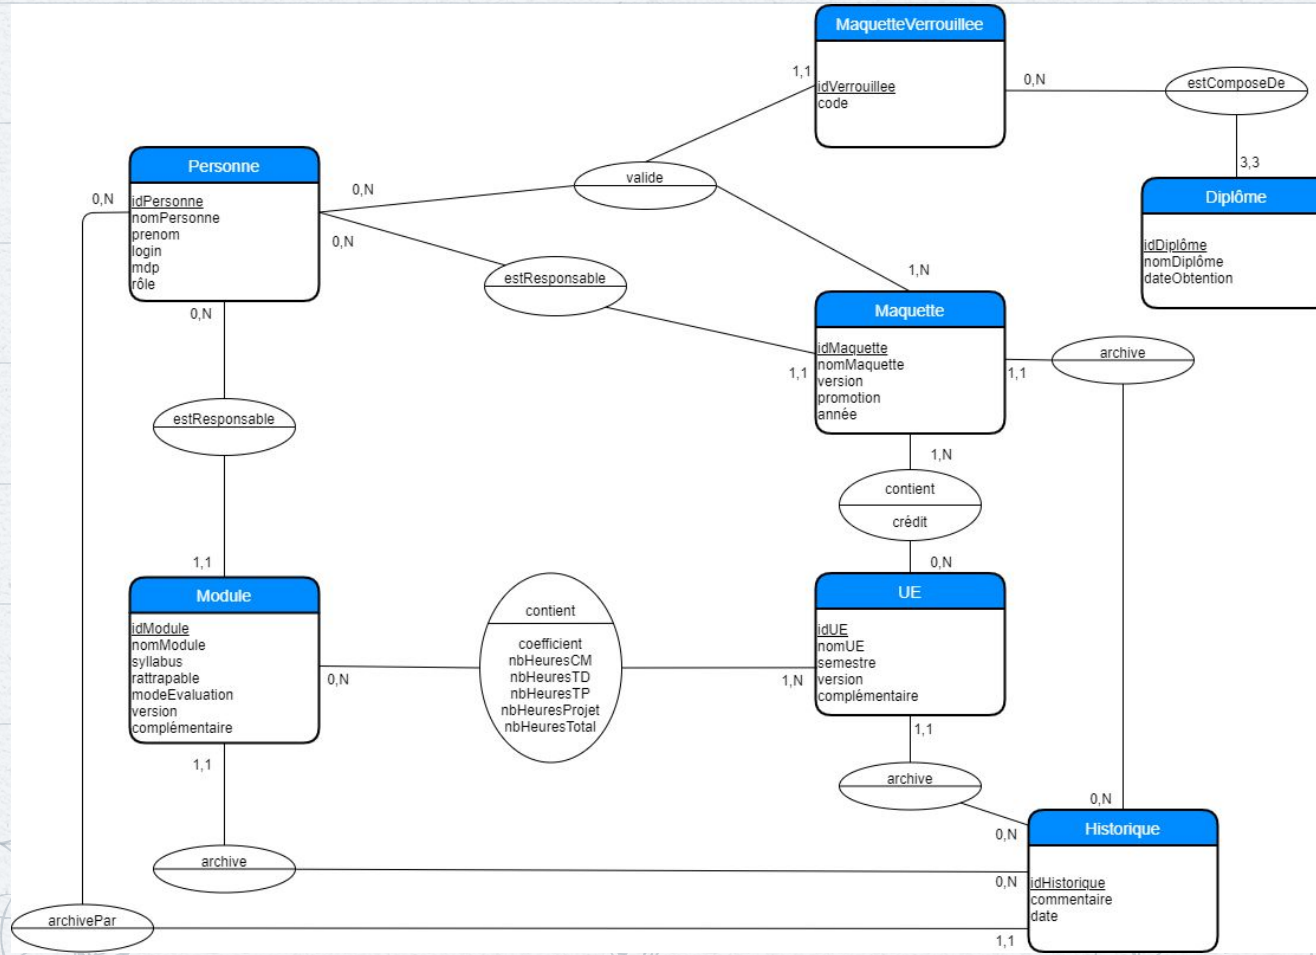 MaquetteVerrouillee
idVerrouillee
code
1,1
0,N
estComposeDe
3,3
Diplôme
idDiplôme
nomDiplôme
dateObtention
Personne
idPersonne
nomPersonne
prenom
login
mdp
rôle
0,N
0,N
valide
0,N
estResponsable
1,N
Maquette
idMaquette
nomMaquette
version
promotion
année
1,1
1,1
archive
0,N
estResponsable
1,1
1,N
contient
crédit
0,N
Module
idModule
nomModule
syllabus
rattrapable
modeEvaluation
version
complémentaire
0,N
contient
coefficient
nbHeuresCM
nbHeuresTD
nbHeuresTP
nbHeuresProjet
nbHeuresTotal
1,N
UE
idUE
nomUE
semestre
version
complémentaire
1,1
archive
0,N
0,N
1,1
archive
0,N
Historique
idHistorique
commentaire
date
archivePar
1,1